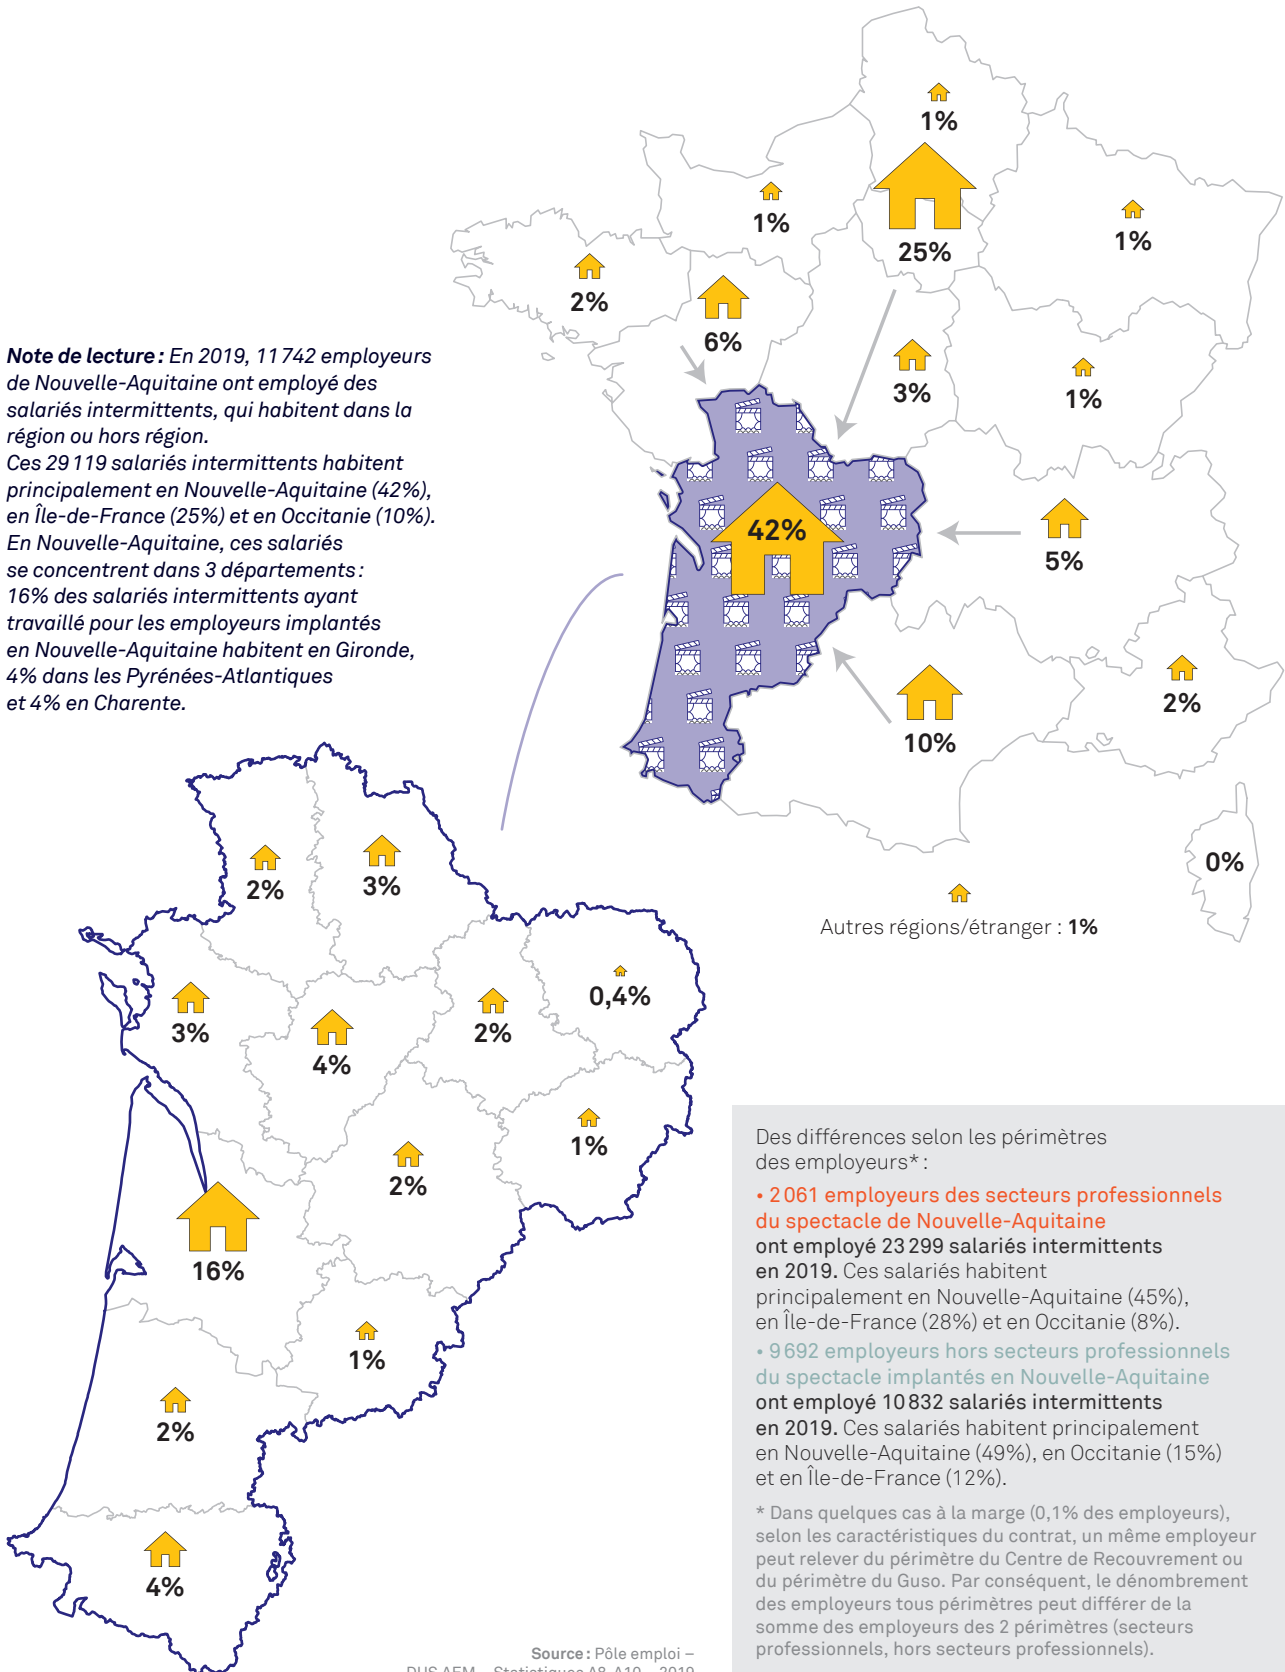 1%
25%
1%
1%
2%
6%
3%
1%
42%
5%
10%
2%
0%
Autres régions/étranger : 1%
Note de lecture : En 2019, 11 742 employeurs
de Nouvelle-Aquitaine ont employé des
salariés intermittents, qui habitent dans la
région ou hors région.
Ces 29 119 salariés intermittents habitent
principalement en Nouvelle-Aquitaine (42%),
en Île-de-France (25%) et en Occitanie (10%).
En Nouvelle-Aquitaine, ces salariés
se concentrent dans 3 départements :
16% des salariés intermittents ayant
travaillé pour les employeurs implantés
en Nouvelle-Aquitaine habitent en Gironde,
4% dans les Pyrénées-Atlantiques
et 4% en Charente.
2%
3%
3%
4%
2%
0,4%
1%
2%
16%
1%
2%
4%
Des différences selon les périmètres
des employeurs* :
• 2 061 employeurs des secteurs professionnels
du spectacle de Nouvelle-Aquitaine
ont employé 23 299 salariés intermittents
en 2019. Ces salariés habitent
principalement en Nouvelle-Aquitaine (45%),
en Île-de-France (28%) et en Occitanie (8%).
• 9 692 employeurs hors secteurs professionnels
du spectacle implantés en Nouvelle-Aquitaine
ont employé 10 832 salariés intermittents
en 2019. Ces salariés habitent principalement
en Nouvelle-Aquitaine (49%), en Occitanie (15%)
et en Île-de-France (12%).
* Dans quelques cas à la marge (0,1% des employeurs),
selon les caractéristiques du contrat, un même employeur
peut relever du périmètre du Centre de Recouvrement ou
du périmètre du Guso. Par conséquent, le dénombrement
des employeurs tous périmètres peut différer de la
somme des employeurs des 2 périmètres (secteurs
professionnels, hors secteurs professionnels).
Source : Pôle emploi –
DUS AEM – Statistiques A8-A10 – 2019